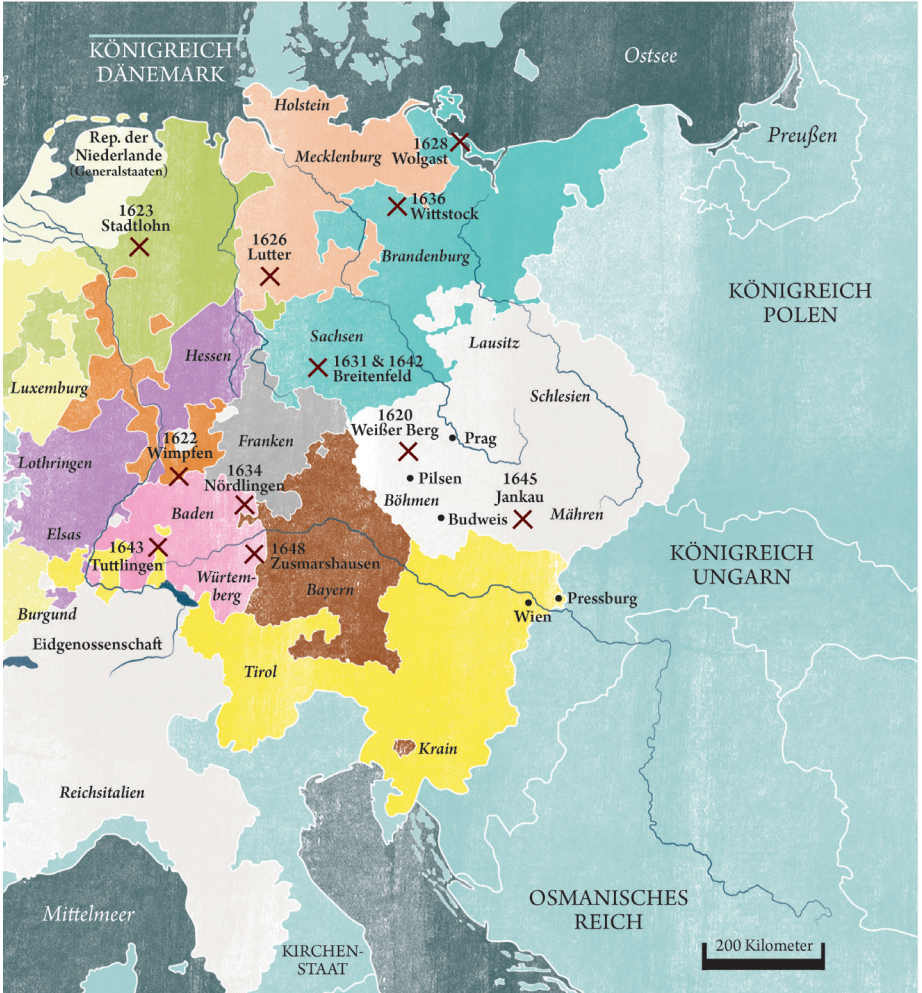 KÖNIGREICH
DÄNEMARK
Ostsee
e
Holstein
Rep. der
Niederlande
(Generalstaaten)
Mecklenburg
1628
Wolgast
Preußen
1636
Wittstock
1623
Stadtlohn
1626
Lutter
Brandenburg
KÖNIGREICH
POLEN
Sachsen
Lausitz
Hessen
1631 & 1642
Breitenfeld
Luxemburg
Schlesien
1620
Weißer Berg
Prag
Franken
1622
Wimpfen
Lothringen
1634
Nördlingen
Pilsen
1645
Jankau
Böhmen
Baden
Budweis
Mähren
Elsas
1643
Tuttlingen
1648
Zusmarshausen
KÖNIGREICH
UNGARN
Würtem-
berg
Bayern
Pressburg
Wien
Burgund
Eidgenossenschaft
Tirol
Krain
Reichsitalien
OSMANISCHES
REICH
Mittelmeer
KIRCHEN-
STAAT
200 Kilometer